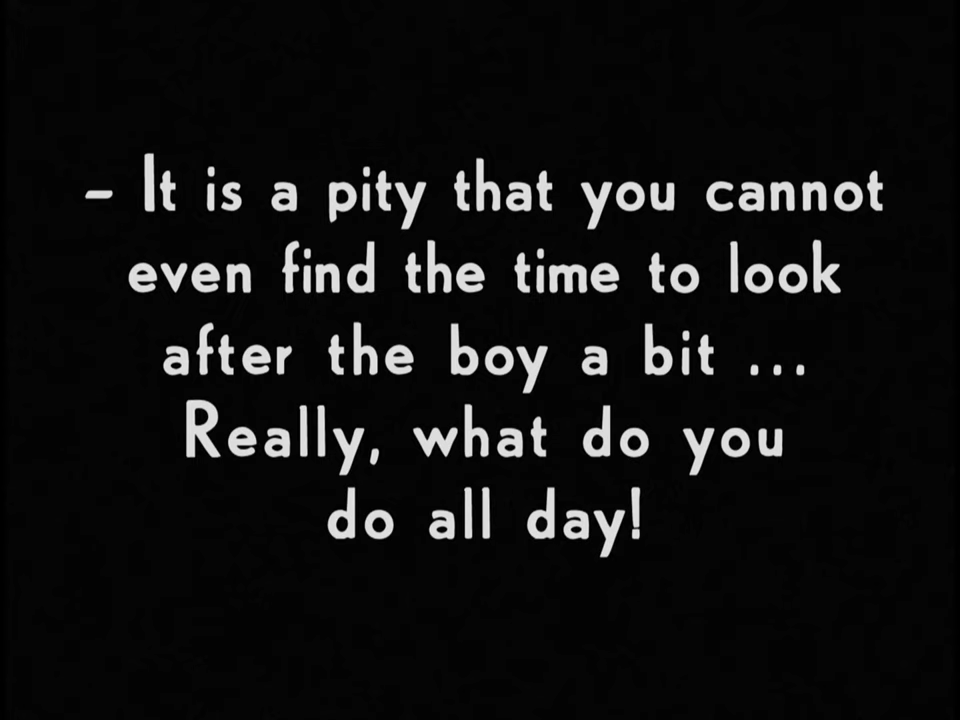 – It is a pity that you cannot
even find the time to look
after the boy a bit ...
Really, what do you
do all day!